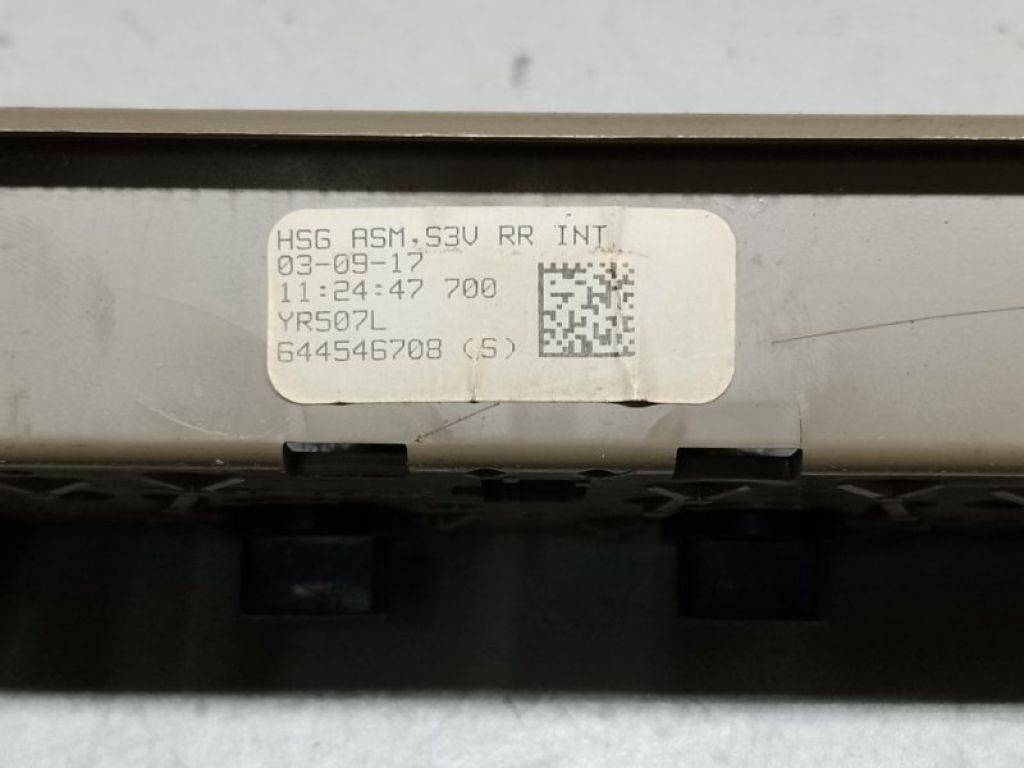 HSG ASM,S3V RR INT
03-09-17
11:24:47 700
YR507L
644546708 (S)